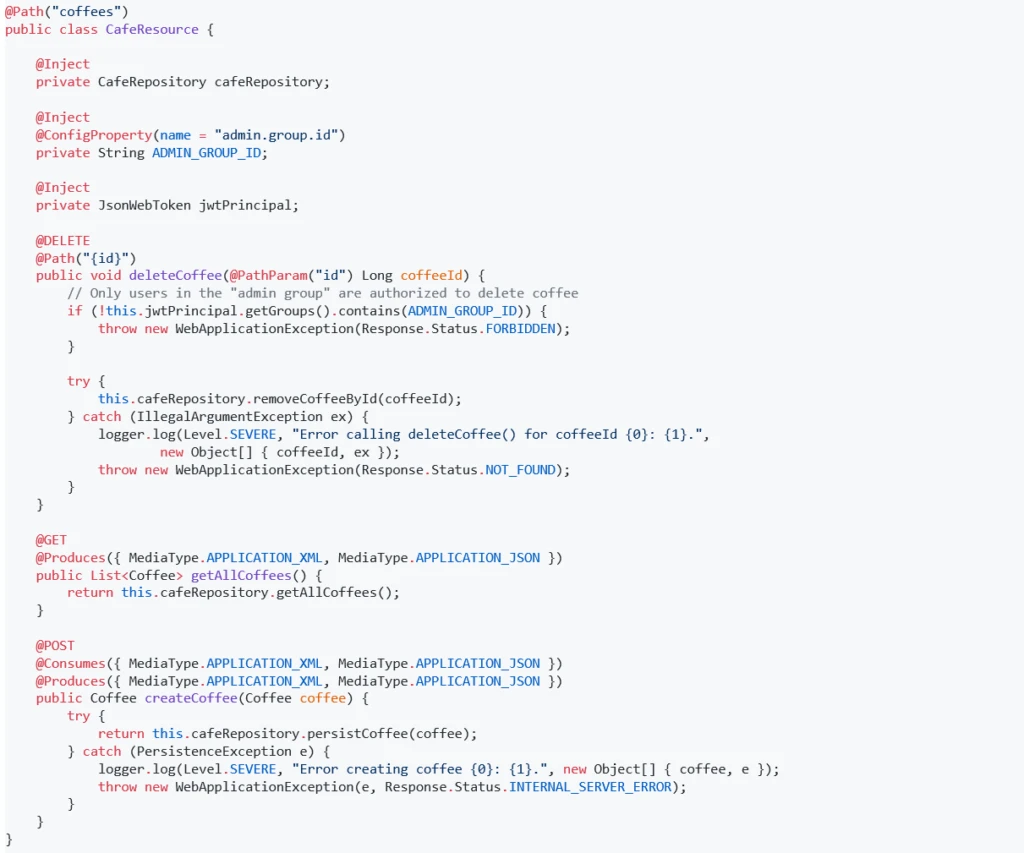 @Path("coffees")
public class CafeResource {
@Inject
private CafeRepository cafeRepository;
@Inject
@ConfigProperty(name = "admin.group.id")
private String ADMIN_GROUP_ID;
@Inject
private JsonWebToken jwtPrincipal;
@DELETE
@Path("{id}")
public void deleteCoffee(@PathParam("id") Long coffeeId) {
// Only users in the "admin group" are authorized to delete coffee
if (!this.jwtPrincipal.getGroups().contains(ADMIN_GROUP_ID)) {
throw new WebApplicationException(Response.Status.FORBIDDEN);
}
try {
this.cafeRepository.removeCoffeeById(coffeeId);
} catch (IllegalArgumentException ex) {
logger.log(Level.SEVERE, "Error calling deleteCoffee() for coffeeId {0}: {1}.",
new Object[] { coffeeId, ex });
throw new WebApplicationException(Response.Status.NOT_FOUND);
}
}
@GET
@Produces({ MediaType.APPLICATION_XML, MediaType.APPLICATION_JSON })
public List<Coffee> getAllCoffees() {
return this.cafeRepository.getAllCoffees();
}
@POST
@Consumes({ MediaType.APPLICATION_XML, MediaType.APPLICATION_JSON })
@Produces({ MediaType.APPLICATION_XML, MediaType.APPLICATION_JSON })
public Coffee createCoffee(Coffee coffee) {
try {
return this.cafeRepository.persistCoffee(coffee);
} catch (PersistenceException e) {
logger.log(Level.SEVERE, "Error creating coffee {0}: {1}.", new Object[] { coffee, e });
throw new WebApplicationException(e, Response.Status.INTERNAL_SERVER_ERROR);
}
}
}